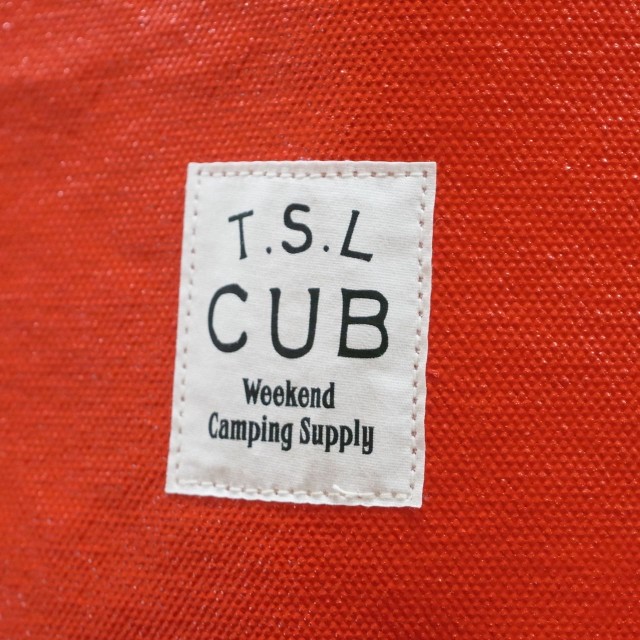 T.S.L
CUB
Weekend
Camping Supply